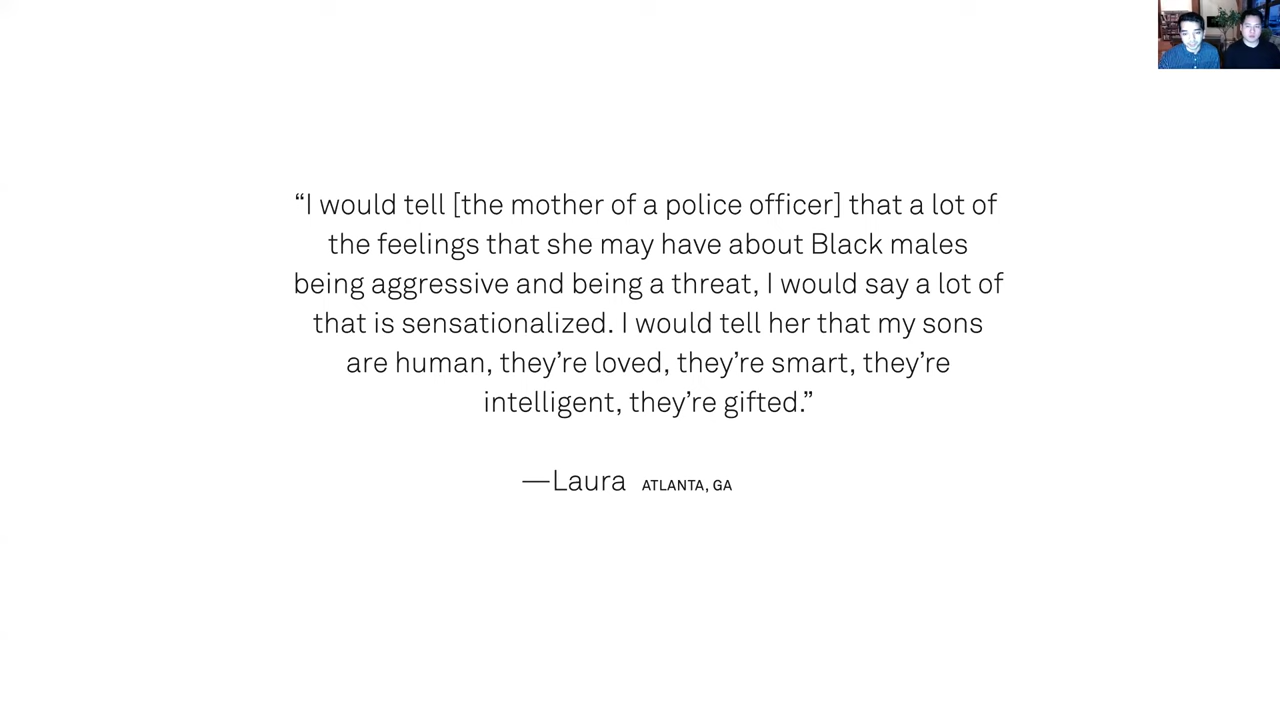 “I would tell [the mother of a police officer] that a lot of
the feelings that she may have about Black males
being aggressive and being a threat, I would say a lot of
that is sensationalized. I would tell her that my sons
are human, they’re loved, they’re smart, they’re
intelligent, they’re gifted.”
—Laura ATLANTA, GA